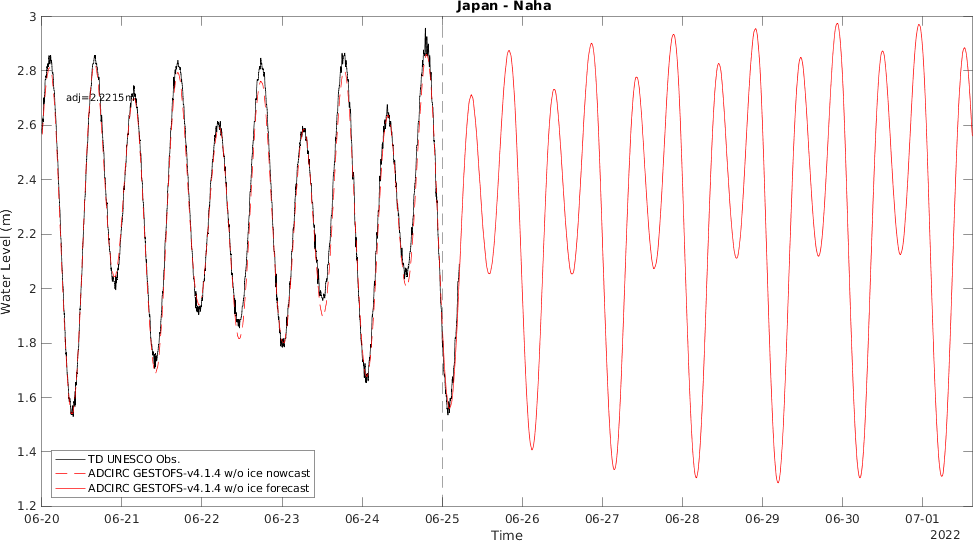 Japan - Naha
3
2.8
2.6
2.4
2.2
2
1.8
1.6
1.4
1.2
Water Level (m)
adj=2.2215m
TD UNESCO Obs.
ADCIRC GESTOFS-v4.1.4 w/o ice nowcast
ADCIRC GESTOFS-v4.1.4 w/o ice forecast
06-20 06-21 06-22 06-23 06-24 06-25 06-26 06-27 06-28 06-29 06-30 07-01
Time
2022